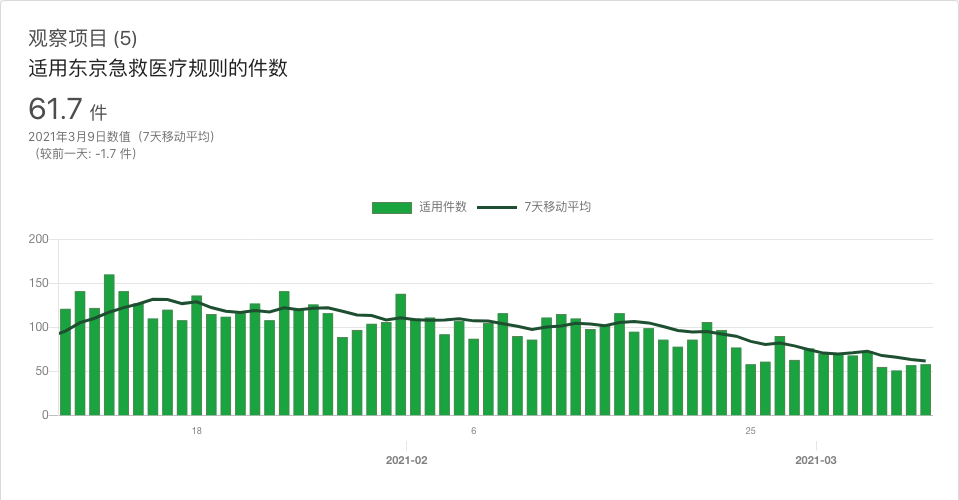 观察项目 (5)
适用东京急救医疗规则的件数
61.7 件
2021年3月9日数值（7天移动平均）
（较前一天: -1.7 件）
适用件数 7天移动平均
200
150
100
50
0
18 6 25
2021-02 2021-03